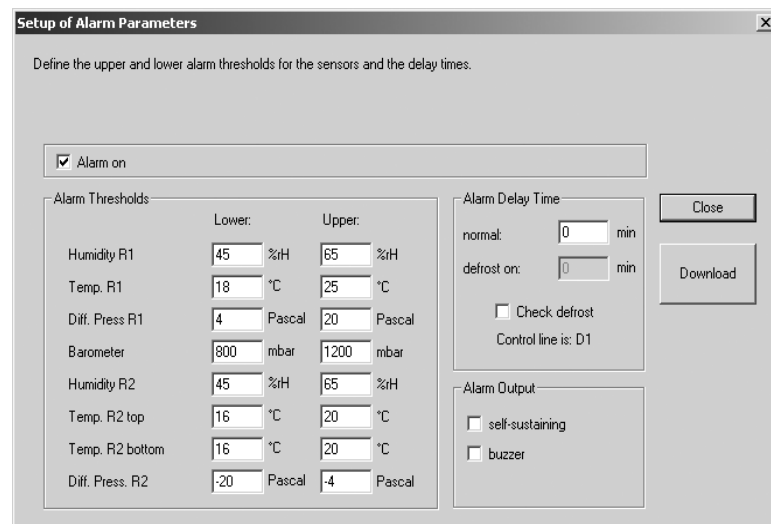 Setup of Alarm Parameters
Define the upper and lower alarm thresholds for the sensors and the delay times.
Alarm on
Alarm Thresholds
Lower: Upper:
Humidity R1 45 %rH 65 %rH
Temp. R1 18 °C 25 °C
Diff. Press R1 4 Pascal 20 Pascal
Barometer 800 mbar 1200 mbar
Humidity R2 45 %rH 65 %rH
Temp. R2 top 16 °C 20 °C
Temp. R2 bottom 16 °C 20 °C
Diff. Press. R2 -20 Pascal -4 Pascal
Alarm Delay Time
normal: 0 min
defrost on: 0 min
Check defrost
Control line is: D1
Alarm Output
self-sustaining
buzzer
Close
Download